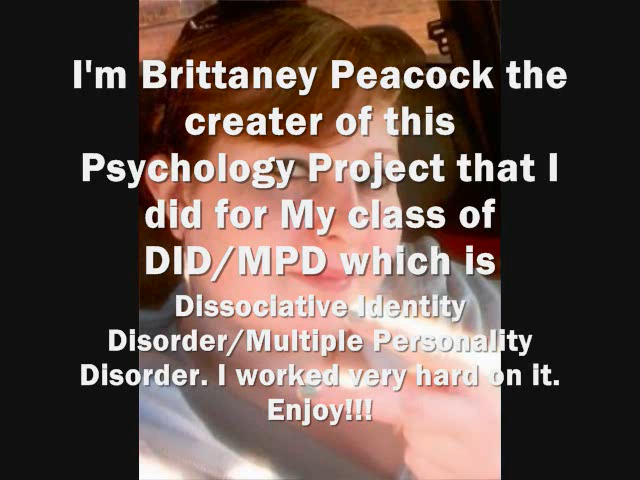 I'm Brittaney Peacock the
creater of this
Psychology Project that I
did for My class of
DID/MPD which is
Dissociative Identity
Disorder/Multiple Personality
Disorder. I worked very hard on it.
Enjoy!!!